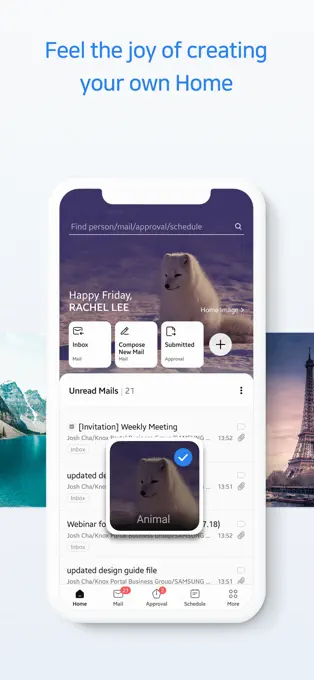 Feel the joy of creating
your own Home
Find person/mail/approval/schedule
Happy Friday,
RACHEL LEE
Home Image >
Inbox
Mail
Compose
New Mail
Mail
Submitted
Approval
Unread Mails | 21
[Invitation] Weekly Meeting
Josh Cha/Knox Portal Business Group/SAMSUNG ... 13:52
Inbox
updated de
Josh Cha/Kno ... 13:51
Inbox
Webinar fo 7.18)
Josh Cha/Knox Portal Business Group/SAMSUNG ... 13:52
Inbox
Animal
updated design guide file
Josh Cha/Knox Portal Business Group/SAMSUNG ... 13:51
Home
Mail
Approval
Schedule
More